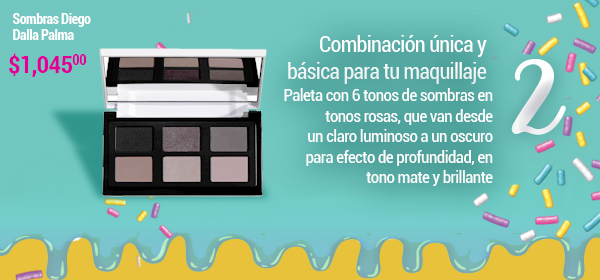 Sombras Diego
Dalla Palma
$1,045⁰⁰
Combinación única y
básica para tu maquillaje
Paleta con 6 tonos de sombras en
tonos rosas, que van desde
un claro luminoso a un oscuro
para efecto de profundidad, en
tono mate y brillante
2